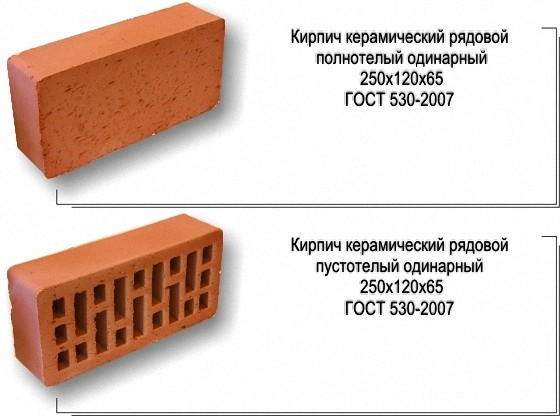 Кирпич керамический рядовой
полнотелый одинарный
250х120х65
ГОСТ 530-2007
Кирпич керамический рядовой
пустотелый одинарный
250х120х65
ГОСТ 530-2007